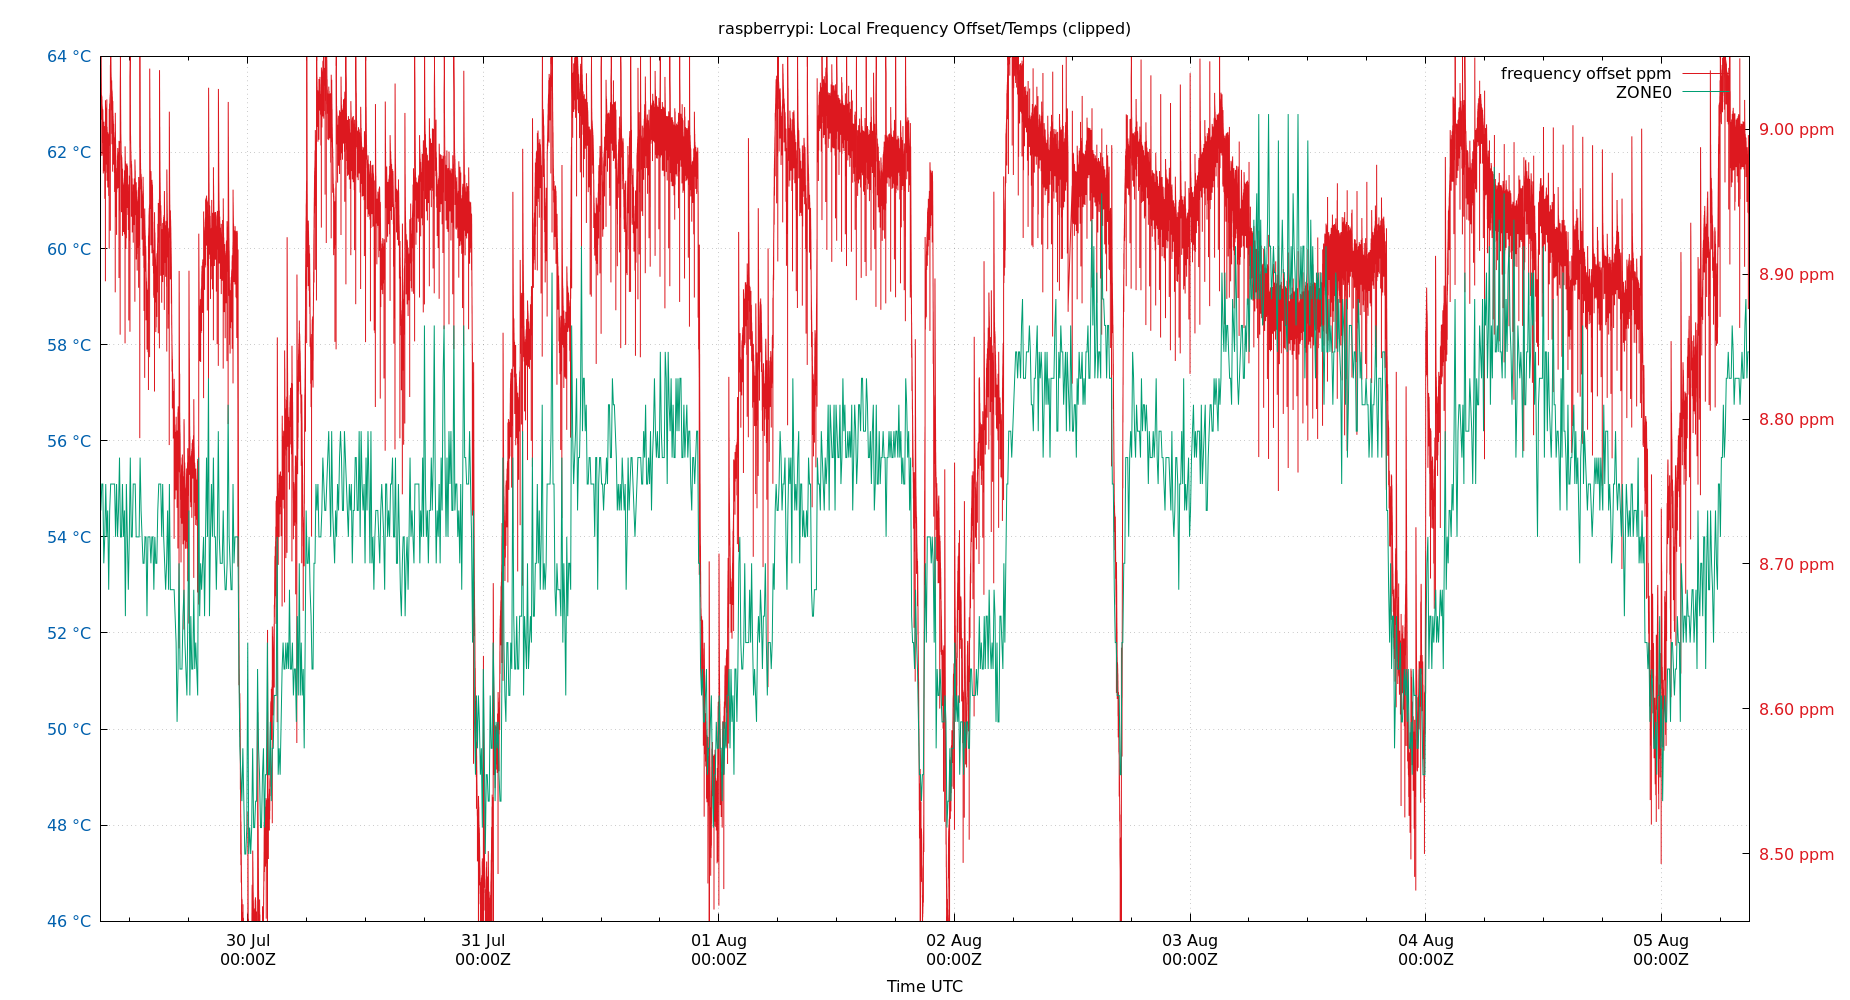 raspberrypi: Local Frequency Offset/Temps (clipped)
64 °C
62 °C
60 °C
58 °C
56 °C
54 °C
52 °C
50 °C
48 °C
46 °C
frequency offset ppm
ZONE0
9.00 ppm
8.90 ppm
8.80 ppm
8.70 ppm
8.60 ppm
8.50 ppm
30 Jul
00:00Z
31 Jul
00:00Z
01 Aug
00:00Z
02 Aug
00:00Z
03 Aug
00:00Z
04 Aug
00:00Z
05 Aug
00:00Z
Time UTC